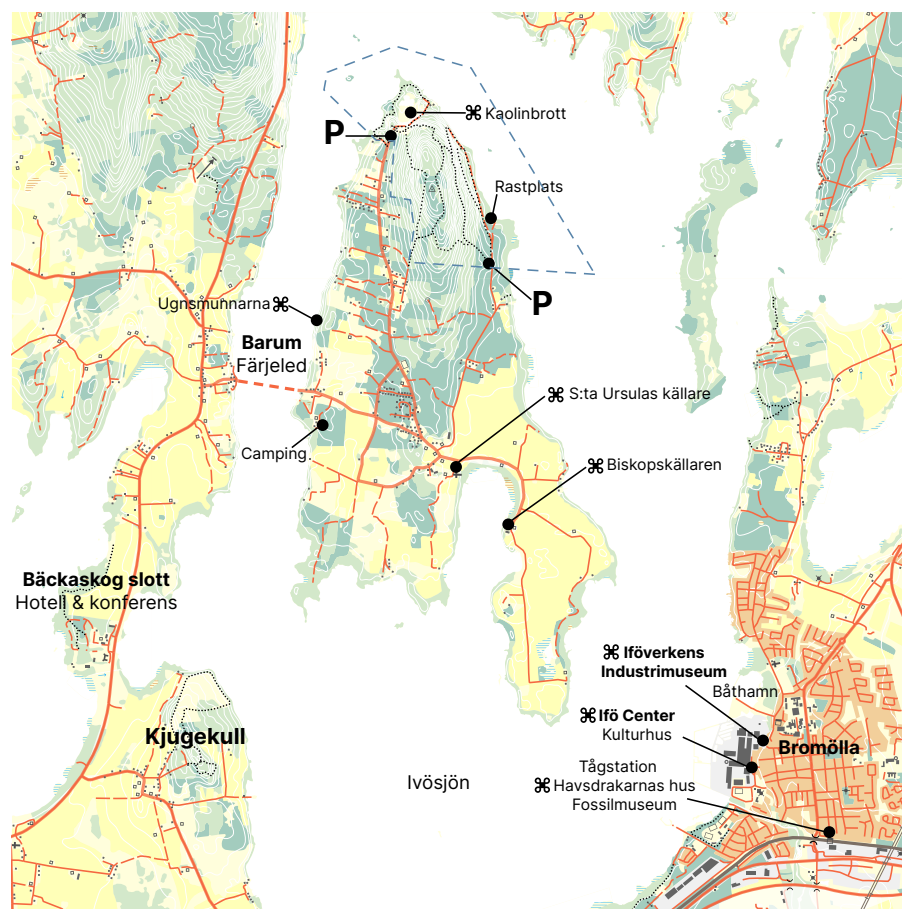 Kaolinbrott
P
Rastplats
P
Ugnsmunnarna
Barum
Färjeled
S:ta Ursulas källare
Camping
Biskopskällaren
Bäckaskog slott
Hotell & konferens
Iföverkens
Industrimuseum
Båthamn
Ifö Center
Kulturhus
Kjugekull
Bromölla
Tågstation
Havsdrakarnas hus
Fossilmuseum
Ivösjön